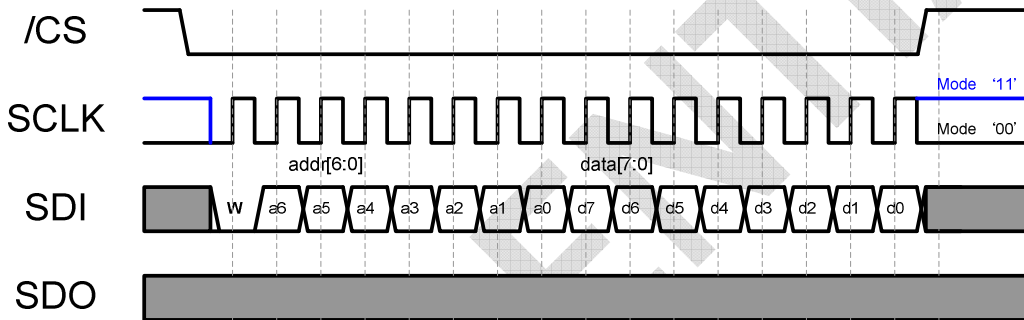 /CS
Mode '11'
SCLK
Mode '00'
addr[6:0] data[7:0]
SDI W a6 a5 a4 a3 a2 a1 a0 d7 d6 d5 d4 d3 d2 d1 d0
SDO